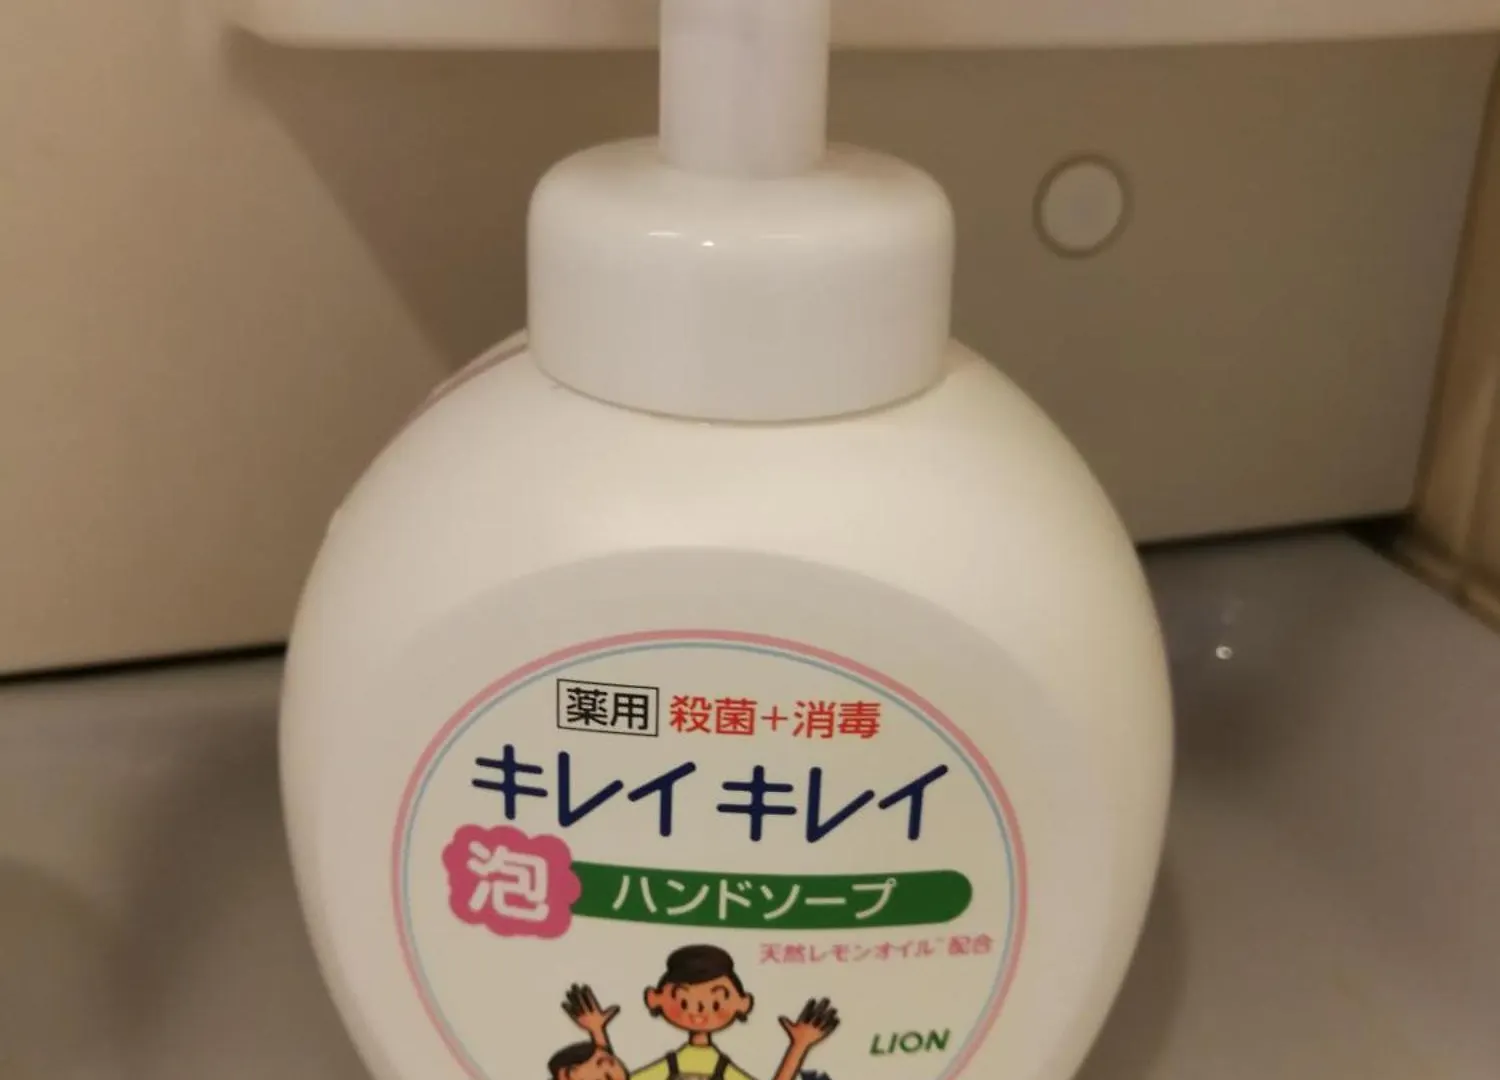 薬用 殺菌+消毒
キレイキレイ
泡 ハンドソープ
天然レモンオイル※配合
LION